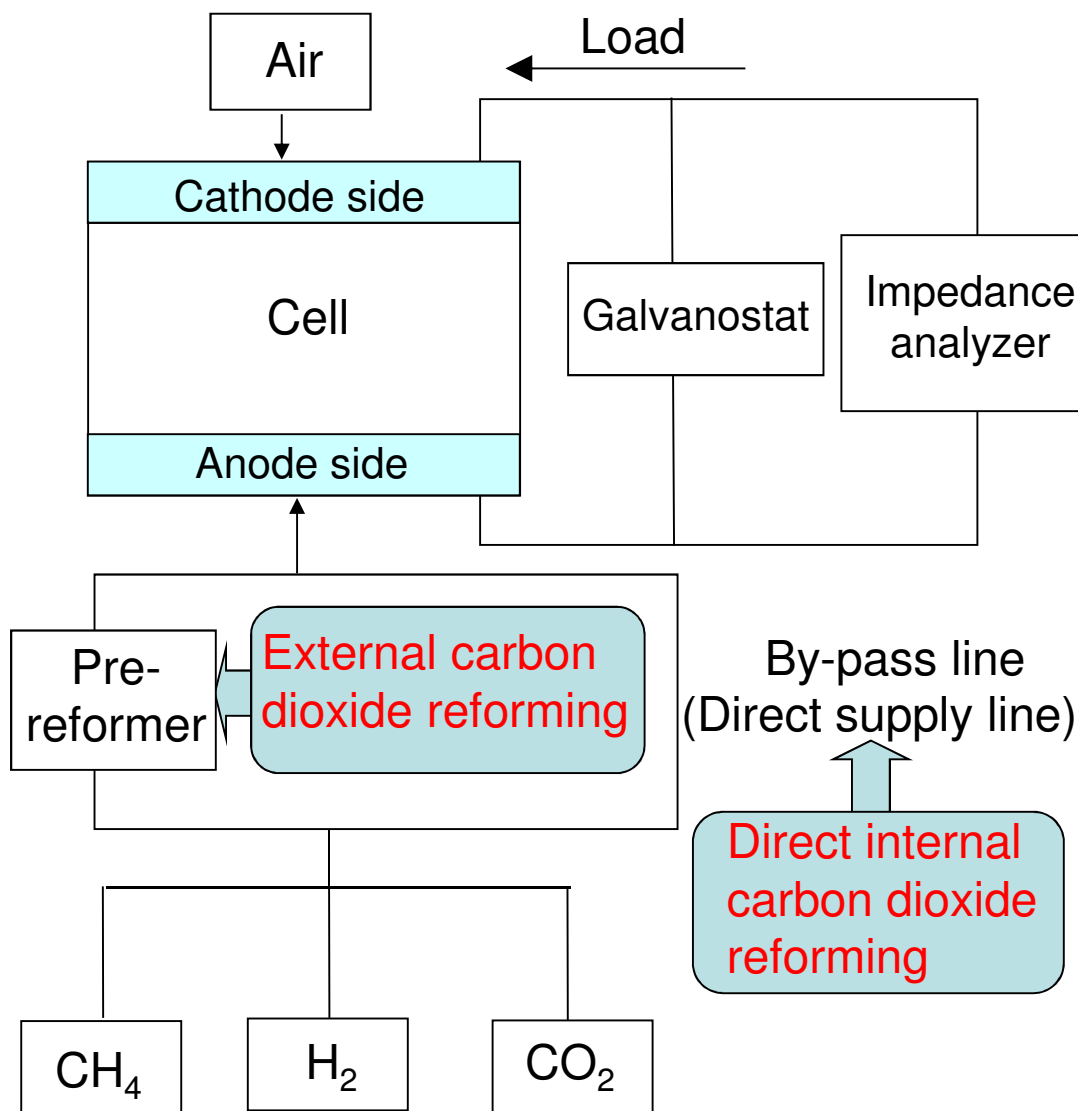 Air
Load
Cathode side
Cell
Galvanostat
Impedance
analyzer
Anode side
Pre-
reformer
External carbon
dioxide reforming
By-pass line
(Direct supply line)
Direct internal
carbon dioxide
reforming
CH₄
H₂
CO₂